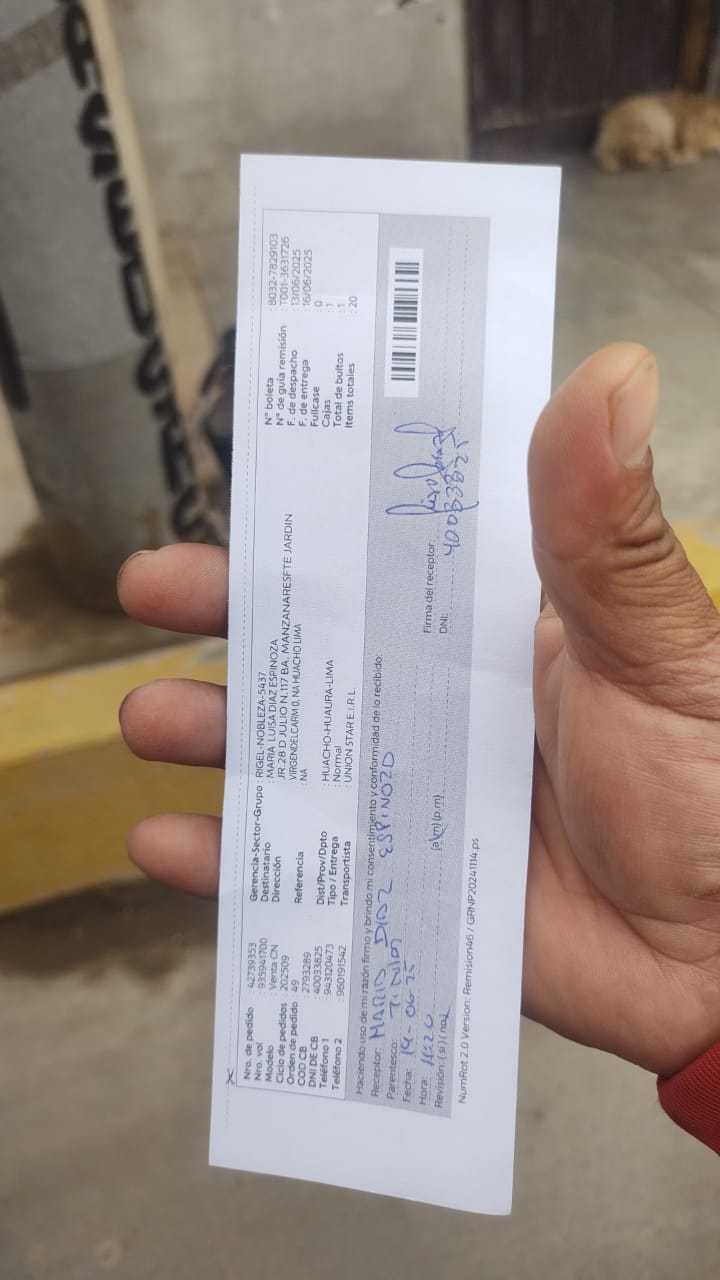 X
Nro. de pedido : 42739353
Nro. vol : 935941700
Modelo : Venta CN
Ciclo de pedidos : 202509
Orden de pedido : 49
COD CB : 2793289
DNI DE CB : 40033825
Teléfono 1 : 943120473
Teléfono 2 : 960191542
Gerencia-Sector-Grupo : RIGEL-NOBLEZA-5437
Destinatario : MARIA LUISA DIAZ ESPINOZA
Dirección : JR 28 D JULIO N.117 BA. MANZANARESFTE JARDIN
VIRGENDELCARM 0, NA HUACHO LIMA
Referencia : NA
Dist/Prov/Dpto : HUACHO-HUAURA-LIMA
Tipo / Entrega : Normal
Transportista : UNION STAR E.I.R.L.
N° boleta : B032-7829103
N° de guía remisión : T001-3631726
F. de despacho : 13/06/2025
F. de entrega : 16/06/2025
Fullcase : 0
Cajas : 1
Total de bultos : 1
Items totales : 20
Haciendo uso de mi razón firmo y brindo mi consentimiento y conformidad de lo recibido:
Receptor: MARIA DIAZ ESPINOZA
Parentesco:
Fecha: 14-06-25
Hora: 11:20 (a.m) (p.m)
Revisión: (si) (no)
Firma del receptor
DNI: 40033825
NumRot 2.0 Version: Remision46 / GRNP20241114.ps